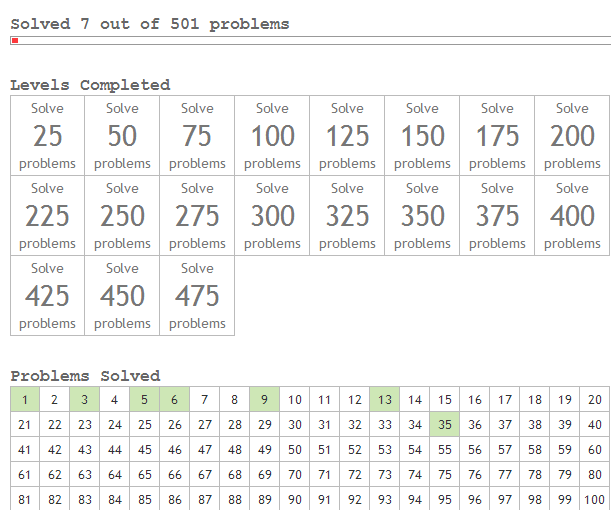 Solved 7 out of 501 problems
Levels Completed
Solve Solve Solve Solve Solve Solve Solve Solve
25 50 75 100 125 150 175 200
problems problems problems problems problems problems problems problems
Solve Solve Solve Solve Solve Solve Solve Solve
225 250 275 300 325 350 375 400
problems problems problems problems problems problems problems problems
Solve Solve Solve
425 450 475
problems problems problems
Problems Solved
1 2 3 4 5 6 7 8 9 10 11 12 13 14 15 16 17 18 19 20
21 22 23 24 25 26 27 28 29 30 31 32 33 34 35 36 37 38 39 40
41 42 43 44 45 46 47 48 49 50 51 52 53 54 55 56 57 58 59 60
61 62 63 64 65 66 67 68 69 70 71 72 73 74 75 76 77 78 79 80
81 82 83 84 85 86 87 88 89 90 91 92 93 94 95 96 97 98 99 100